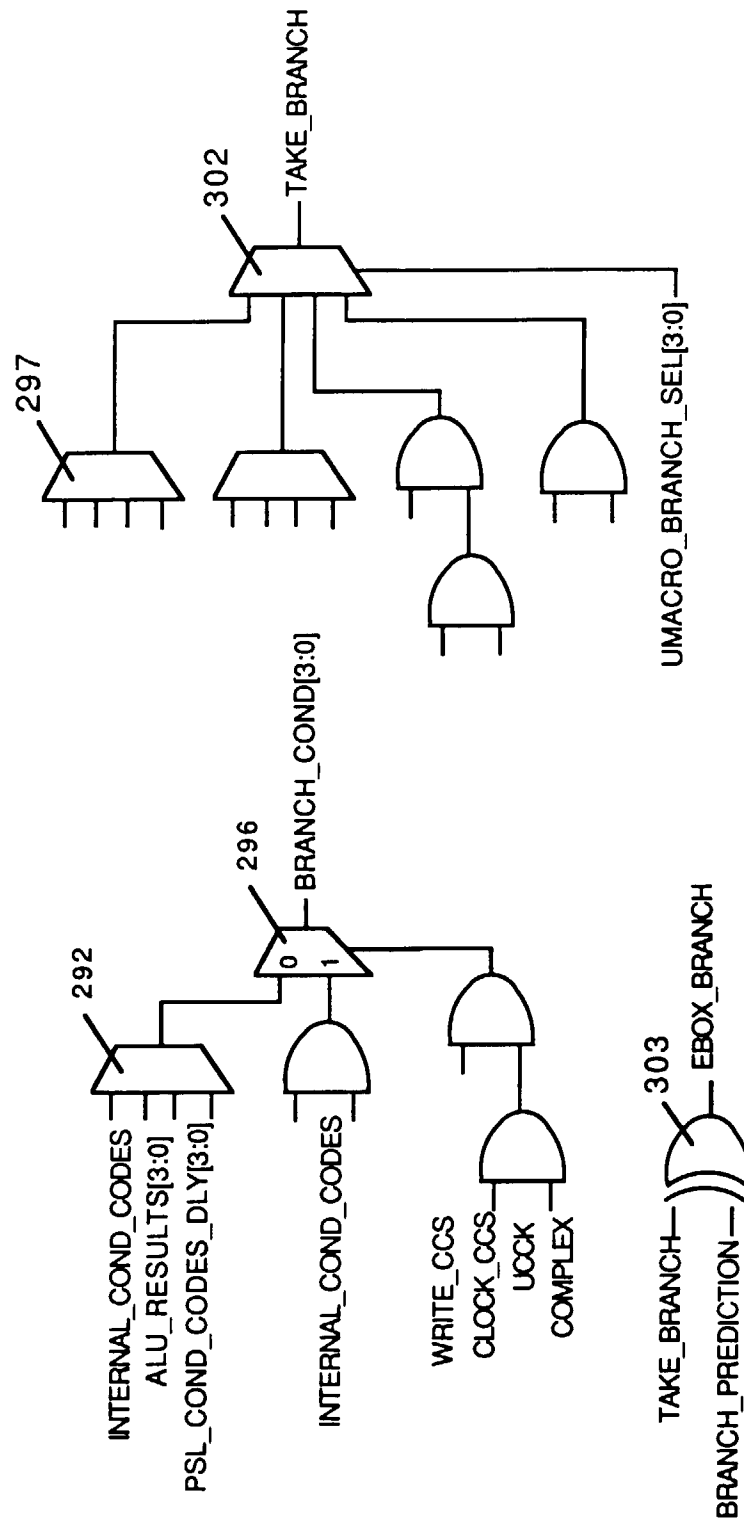 292
INTERNAL_COND_CODES
ALU_RESULTS[3:0]
PSL_COND_CODES_DLY[3:0]
296
0
1
BRANCH_COND[3:0]
INTERNAL_COND_CODES
WRITE_CCS
CLOCK_CCS
UCCK
COMPLEX
303
TAKE_BRANCH
BRANCH_PREDICTION
EBOX_BRANCH
297
302
TAKE_BRANCH
UMACRO_BRANCH_SEL[3:0]